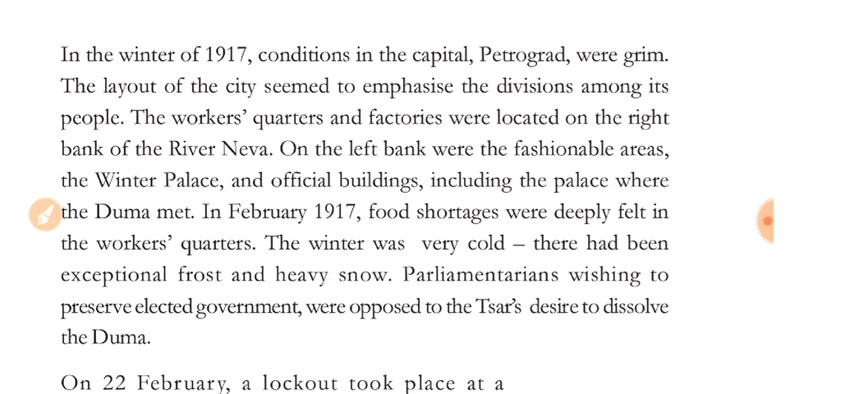 In the winter of 1917, conditions in the capital, Petrograd, were grim.
The layout of the city seemed to emphasise the divisions among its
people. The workers' quarters and factories were located on the right
bank of the River Neva. On the left bank were the fashionable areas,
the Winter Palace, and official buildings, including the palace where
the Duma met. In February 1917, food shortages were deeply felt in
the workers' quarters. The winter was very cold – there had been
exceptional frost and heavy snow. Parliamentarians wishing to
preserve elected government, were opposed to the Tsar's desire to dissolve
the Duma.
On 22 February, a lockout took place at a